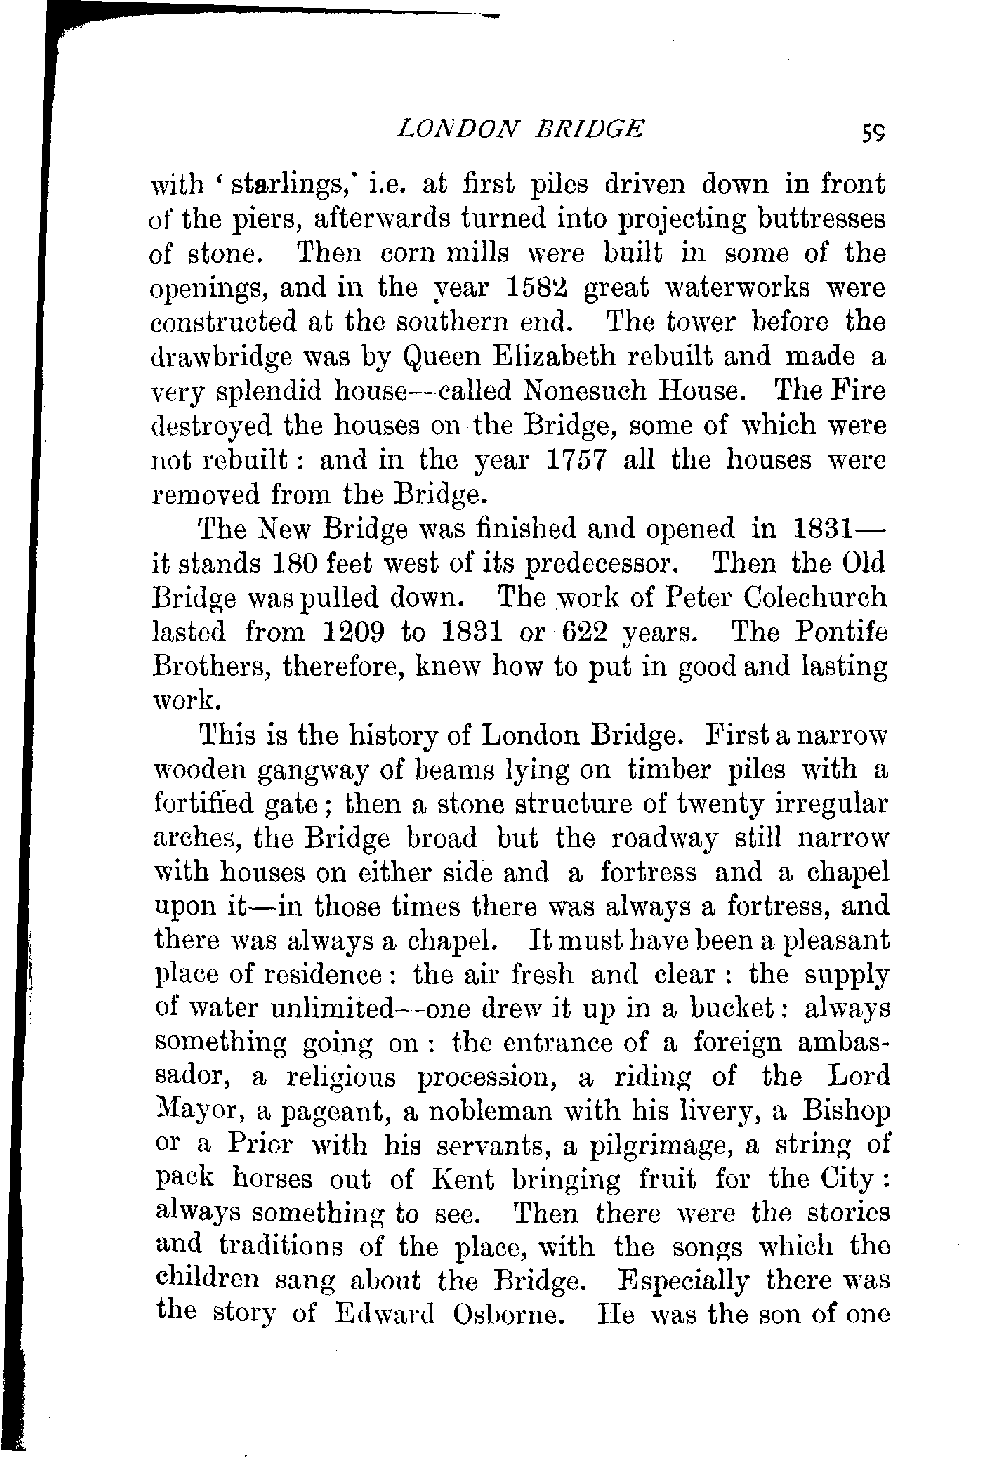 LONDON BRIDGE 59
with ‘starlings,’ i.e. at first piles driven down in front
of the piers, afterwards turned into projecting buttresses
of stone. Then corn mills were built in some of the
openings, and in the year 1582 great waterworks were
constructed at the southern end. The tower before the
drawbridge was by Queen Elizabeth rebuilt and made a
very splendid house—called Nonesuch House. The Fire
destroyed the houses on the Bridge, some of which were
not rebuilt: and in the year 1757 all the houses were
removed from the Bridge.
The New Bridge was finished and opened in 1831—
it stands 180 feet west of its predecessor. Then the Old
Bridge was pulled down. The work of Peter Colechurch
lasted from 1209 to 1831 or 622 years. The Pontife
Brothers, therefore, knew how to put in good and lasting
work.
This is the history of London Bridge. First a narrow
wooden gangway of beams lying on timber piles with a
fortified gate; then a stone structure of twenty irregular
arches, the Bridge broad but the roadway still narrow
with houses on either side and a fortress and a chapel
upon it—in those times there was always a fortress, and
there was always a chapel. It must have been a pleasant
place of residence: the air fresh and clear: the supply
of water unlimited—one drew it up in a bucket: always
something going on: the entrance of a foreign ambas-
sador, a religious procession, a riding of the Lord
Mayor, a pageant, a nobleman with his livery, a Bishop
or a Prior with his servants, a pilgrimage, a string of
pack horses out of Kent bringing fruit for the City:
always something to see. Then there were the stories
and traditions of the place, with the songs which the
children sang about the Bridge. Especially there was
the story of Edward Osborne. He was the son of one